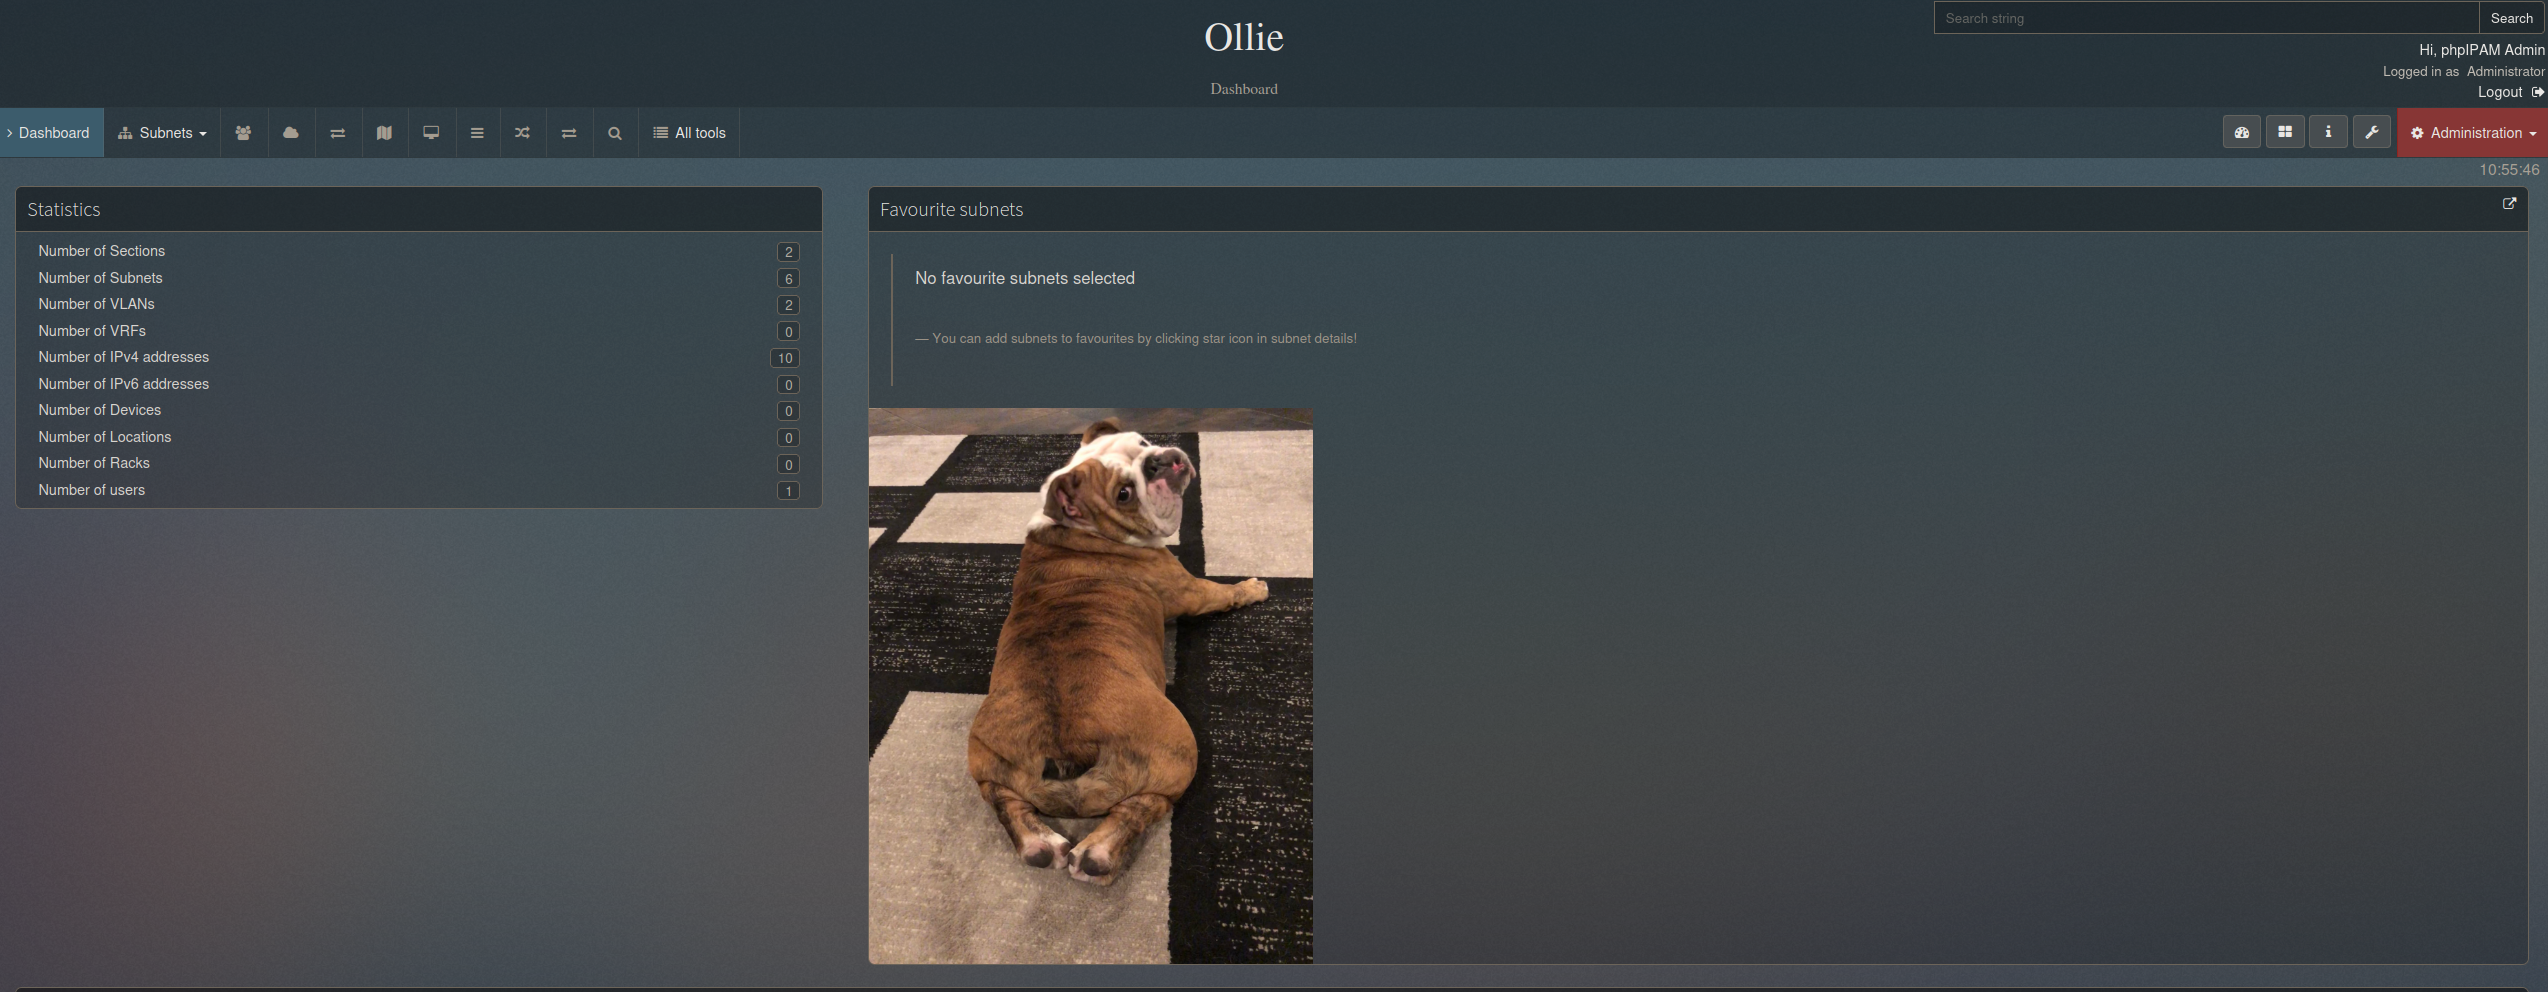 Ollie
Dashboard
Search string
Search
Hi, phpIPAM Admin
Logged in as Administrator
Logout
Dashboard
Subnets
All tools
Administration
10:55:46
Statistics
Number of Sections 2
Number of Subnets 6
Number of VLANs 2
Number of VRFs 0
Number of IPv4 addresses 10
Number of IPv6 addresses 0
Number of Devices 0
Number of Locations 0
Number of Racks 0
Number of users 1
Favourite subnets
No favourite subnets selected
— You can add subnets to favourites by clicking star icon in subnet details!